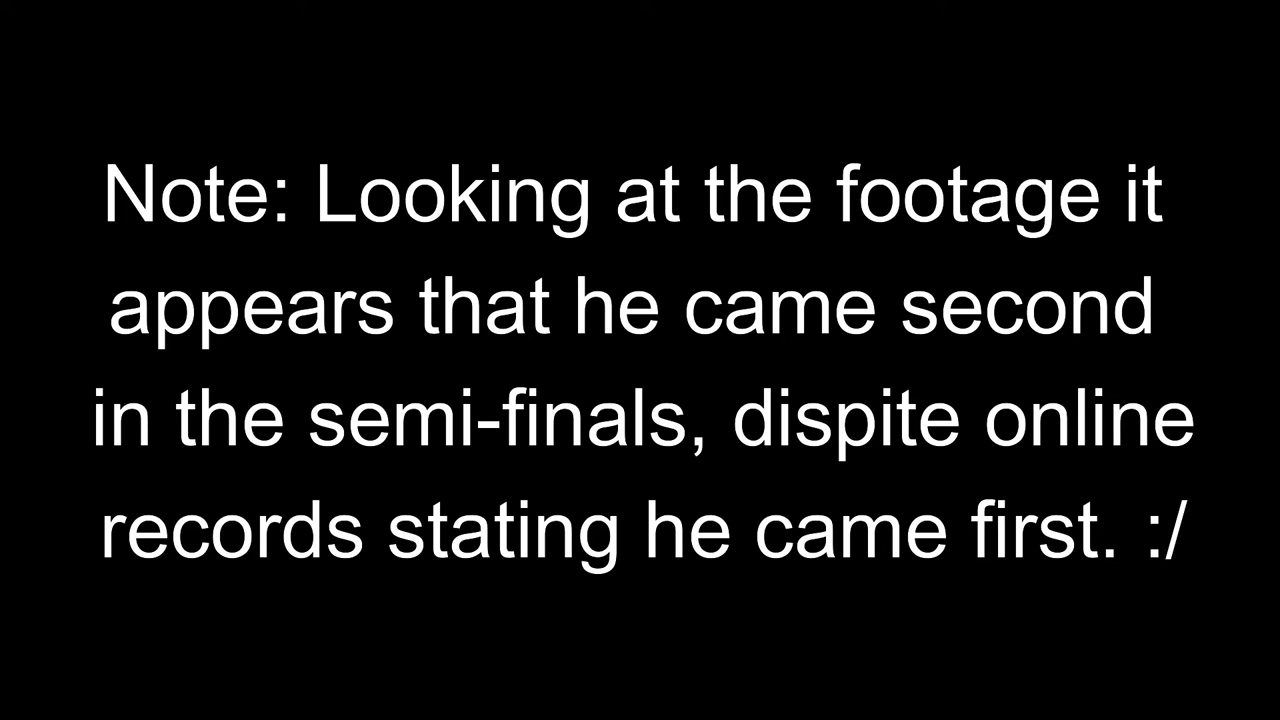 Note: Looking at the footage it
appears that he came second
in the semi-finals, dispite online
records stating he came first. :/